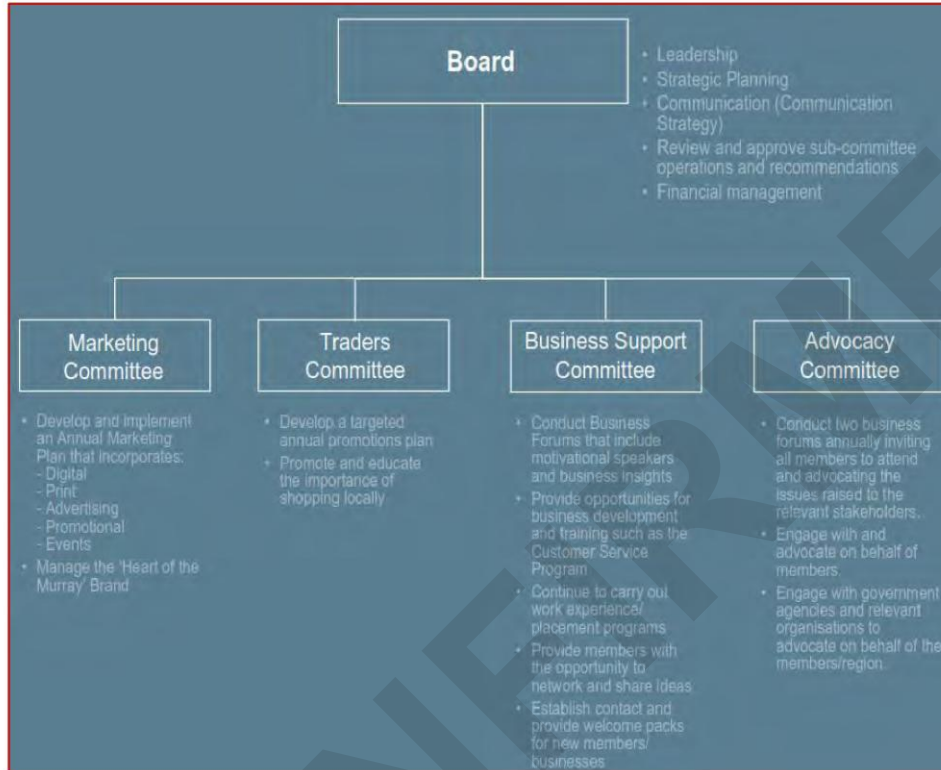 Board
• Leadership
• Strategic Planning
• Communication (Communication
Strategy)
• Review and approve sub-committee
operations and recommendations
• Financial management
Marketing
Committee
• Develop and implement
an Annual Marketing
Plan that incorporates:
- Digital
- Print
- Advertising
- Promotional
- Events
• Manage the 'Heart of the
Murray' Brand
Traders
Committee
• Develop a targeted
annual promotions plan
• Promote and educate
the importance of
shopping locally
Business Support
Committee
• Conduct Business
Forums that include
motivational speakers
and business insights
• Provide opportunities for
business development
and training such as the
Customer Service
Program
• Continue to carry out
work experience/
placement programs
• Provide members with
the opportunity to
network and share Ideas
• Establish contact and
provide welcome packs
for new members/
businesses
Advocacy
Committee
• Conduct two business
forums annually inviting
all members to attend
and advocating the
issues raised to the
relevant stakeholders.
• Engage with and
advocate on behalf of
members.
• Engage with government
agencies and relevant
organisations to
advocate on behalf of the
members/region